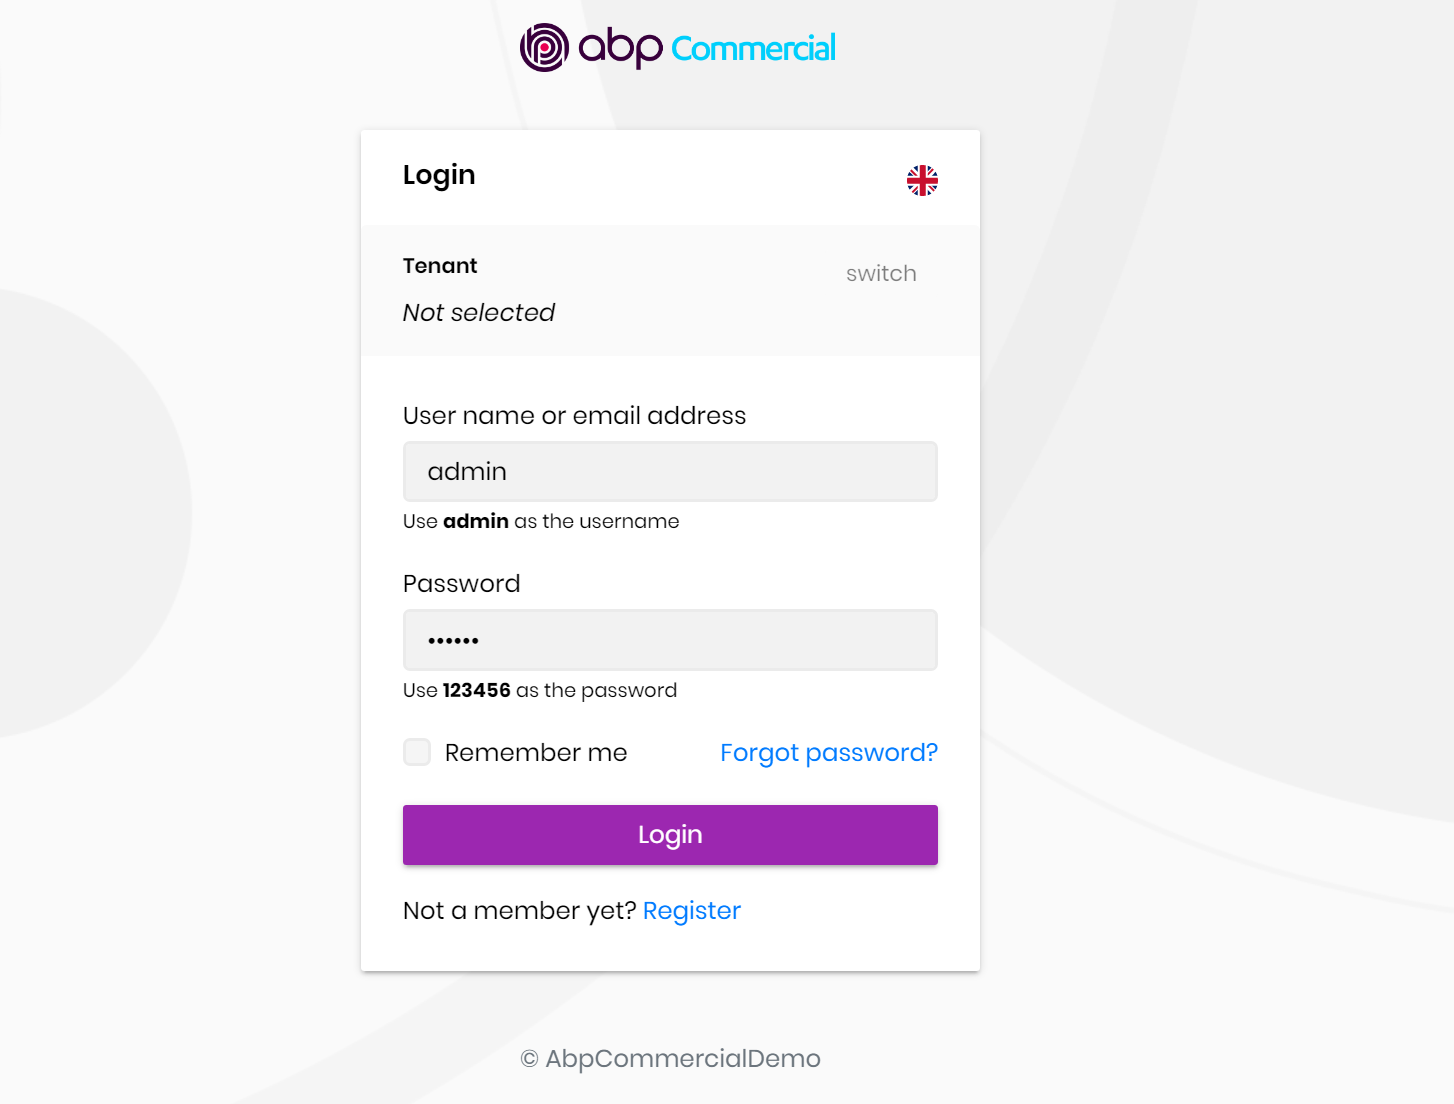 abp Commercial
Login
Tenant
switch
Not selected
User name or email address
admin
Use admin as the username
Password
••••••
Use 123456 as the password
Remember me
Forgot password?
Login
Not a member yet? Register
© AbpCommercialDemo